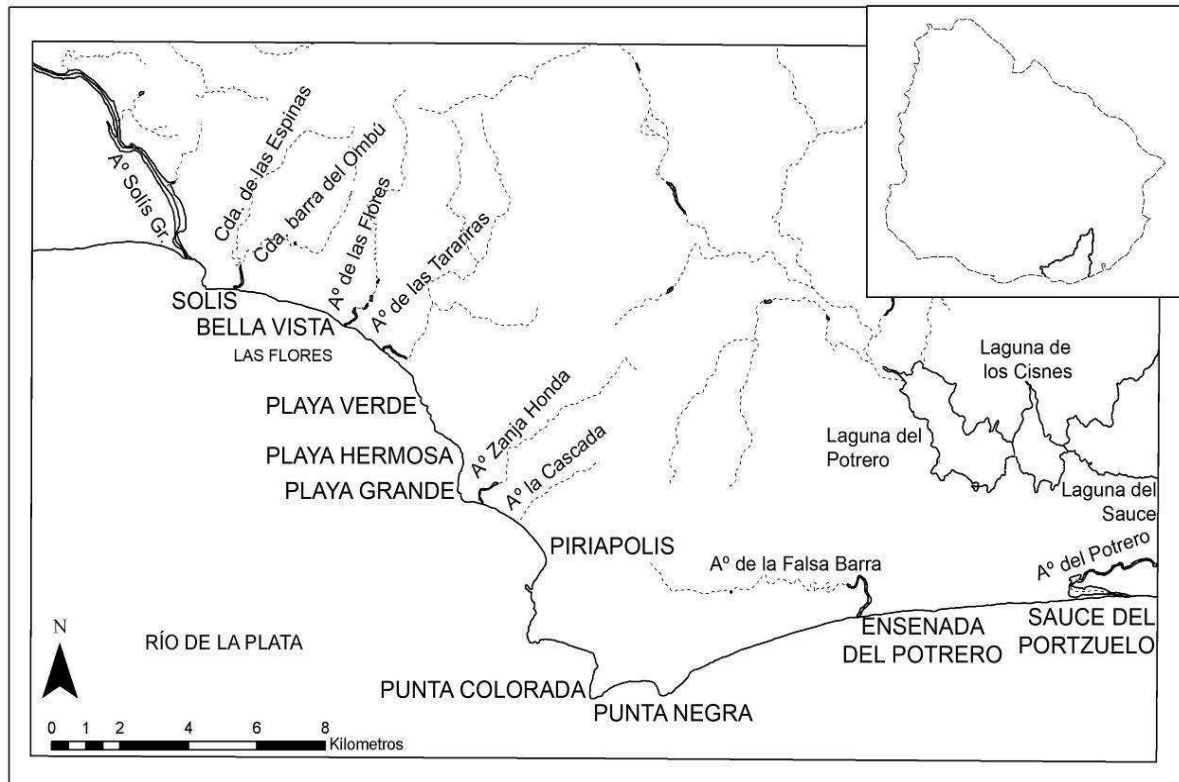 Aº Solís Gr.
Cda. de las Espinas
Cda. barra del Ombú
Aº de las Flores
Aº de las Tarariras
SOLIS
BELLA VISTA
LAS FLORES
PLAYA VERDE
PLAYA HERMOSA
PLAYA GRANDE
Aº Zanja Honda
Aº la Cascada
PIRIAPOLIS
Laguna de
los Cisnes
Laguna del
Potrero
Laguna del
Sauce
Aº del Potrero
Aº de la Falsa Barra
ENSENADA
DEL POTRERO
SAUCE DEL
PORTZUELO
PUNTA COLORADA
PUNTA NEGRA
RÍO DE LA PLATA
N
0 1 2 4 6 8
Kilometros